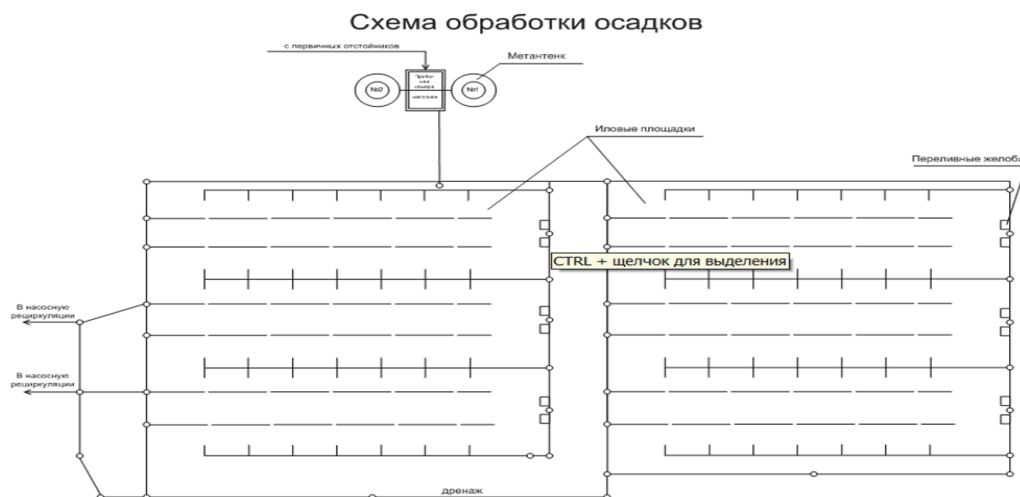 Схема обработки осадков
с первичных отстойников
Метантенк
№2
камера
№1
Иловые площадки
Переливные желоба
CTRL + щелчок для выделения
В насосную
рециркуляции
В насосную
рециркуляции
дренаж